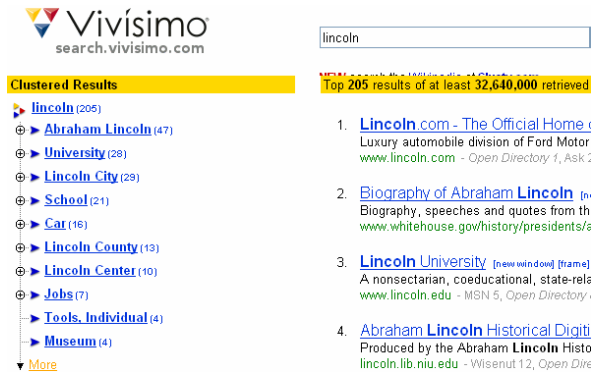 Vivísimo
search.vivisimo.com
lincoln
Clustered Results
lincoln (205)
Abraham Lincoln (47)
University (28)
Lincoln City (29)
School (21)
Car (16)
Lincoln County (13)
Lincoln Center (10)
Jobs (7)
Tools, Individual (4)
Museum (4)
More
Top 205 results of at least 32,640,000 retrieved
1. Lincoln.com - The Official Home
Luxury automobile division of Ford Motor
www.lincoln.com - Open Directory 1, Ask
2. Biography of Abraham Lincoln
Biography, speeches and quotes from th
www.whitehouse.gov/history/presidents/a
3. Lincoln University [new window] [frame]
A nonsectarian, coeducational, state-rela
www.lincoln.edu - MSN 5, Open Directory
4. Abraham Lincoln Historical Digiti
Produced by the Abraham Lincoln Histo
lincoln.lib.niu.edu - Wisenut 12, Open Dire